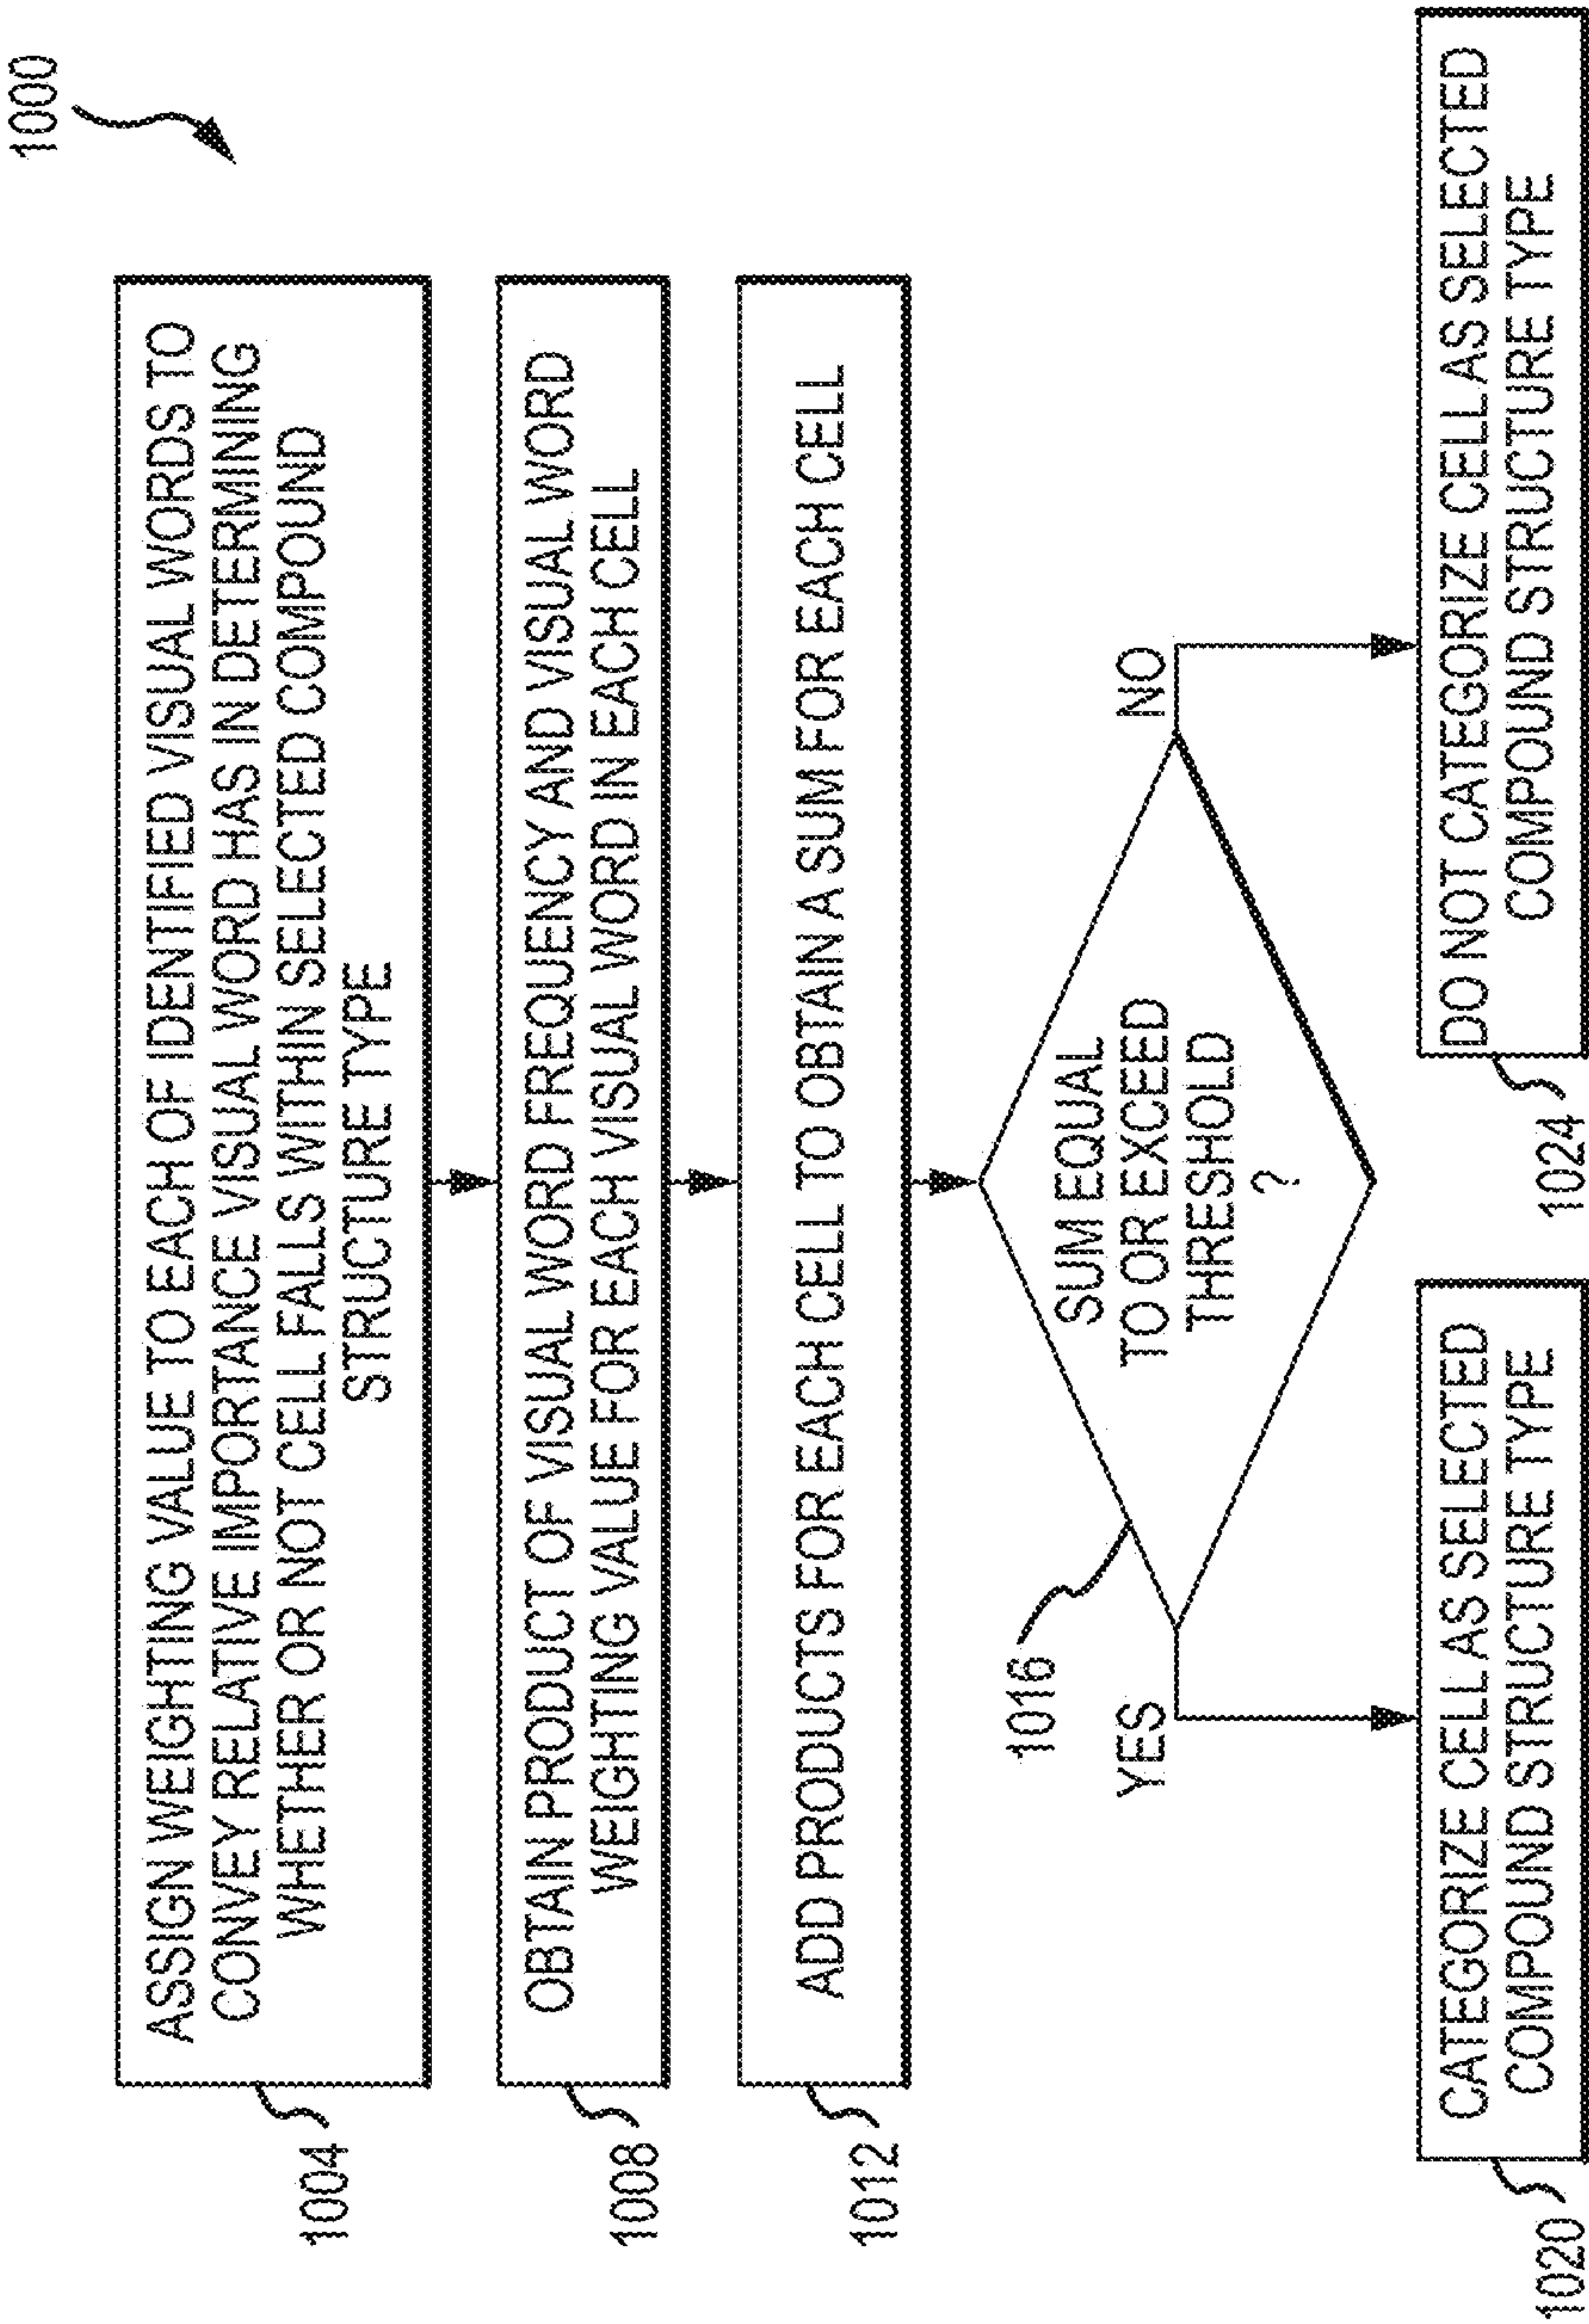 1000
ASSIGN WEIGHTING VALUE TO EACH OF IDENTIFIED VISUAL WORDS TO
CONVEY RELATIVE IMPORTANCE VISUAL WORD HAS IN DETERMINING
WHETHER OR NOT CELL FALLS WITHIN SELECTED COMPOUND
STRUCTURE TYPE
1004
OBTAIN PRODUCT OF VISUAL WORD FREQUENCY AND VISUAL WORD
WEIGHTING VALUE FOR EACH VISUAL WORD IN EACH CELL
1008
ADD PRODUCTS FOR EACH CELL TO OBTAIN A SUM FOR EACH CELL
1012
SUM EQUAL
TO OR EXCEED
THRESHOLD
?
1016
YES
NO
CATEGORIZE CELL AS SELECTED
COMPOUND STRUCTURE TYPE
1020
DO NOT CATEGORIZE CELL AS SELECTED
COMPOUND STRUCTURE TYPE
1024